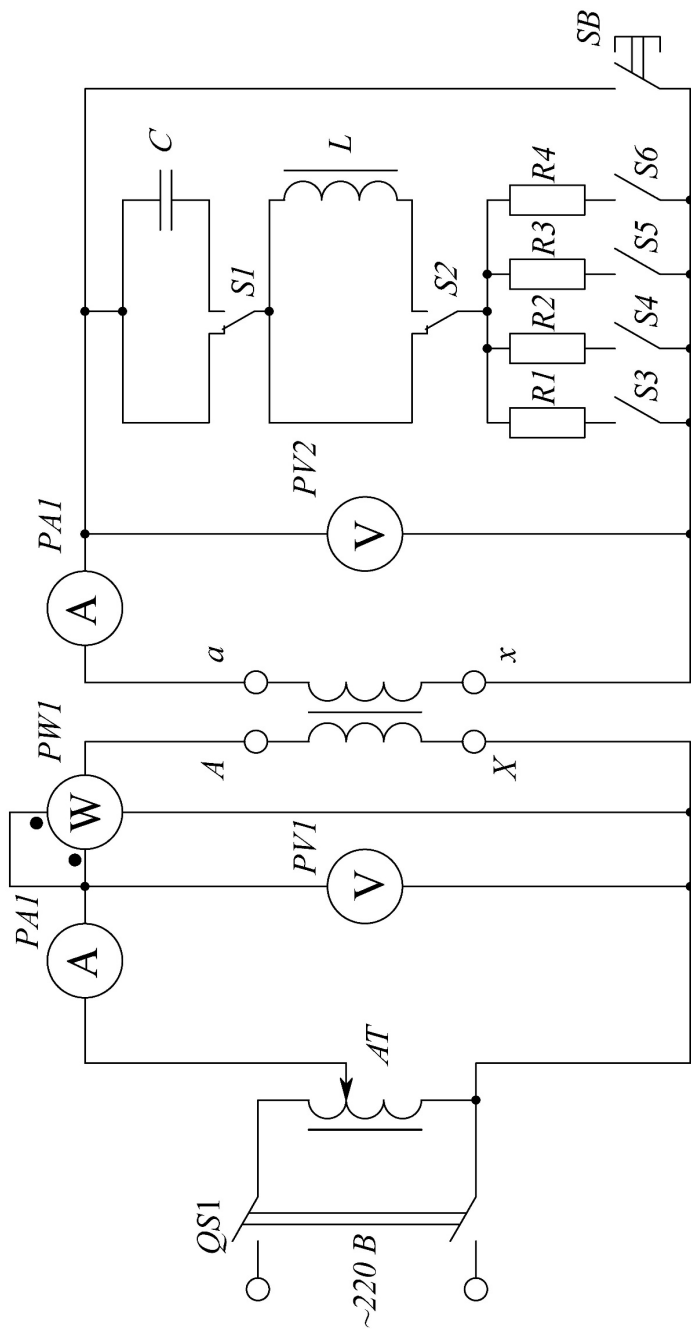 QS1
~220 В
AT
PA1
PV1
PW1
A
W
V
A
X
a
x
PA1
A
PV2
V
C
S1
L
S2
R1
R2
R3
R4
S3
S4
S5
S6
SB